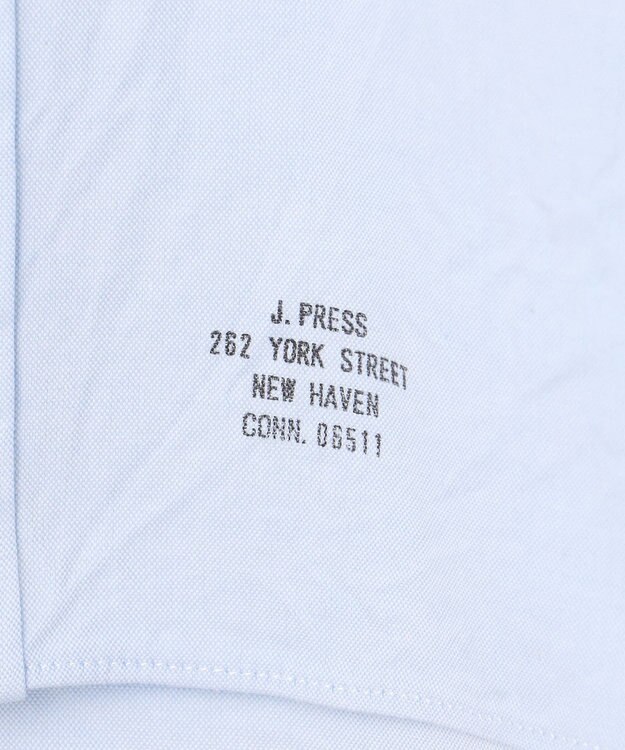 J. PRESS
262 YORK STREET
NEW HAVEN
CONN. 06511